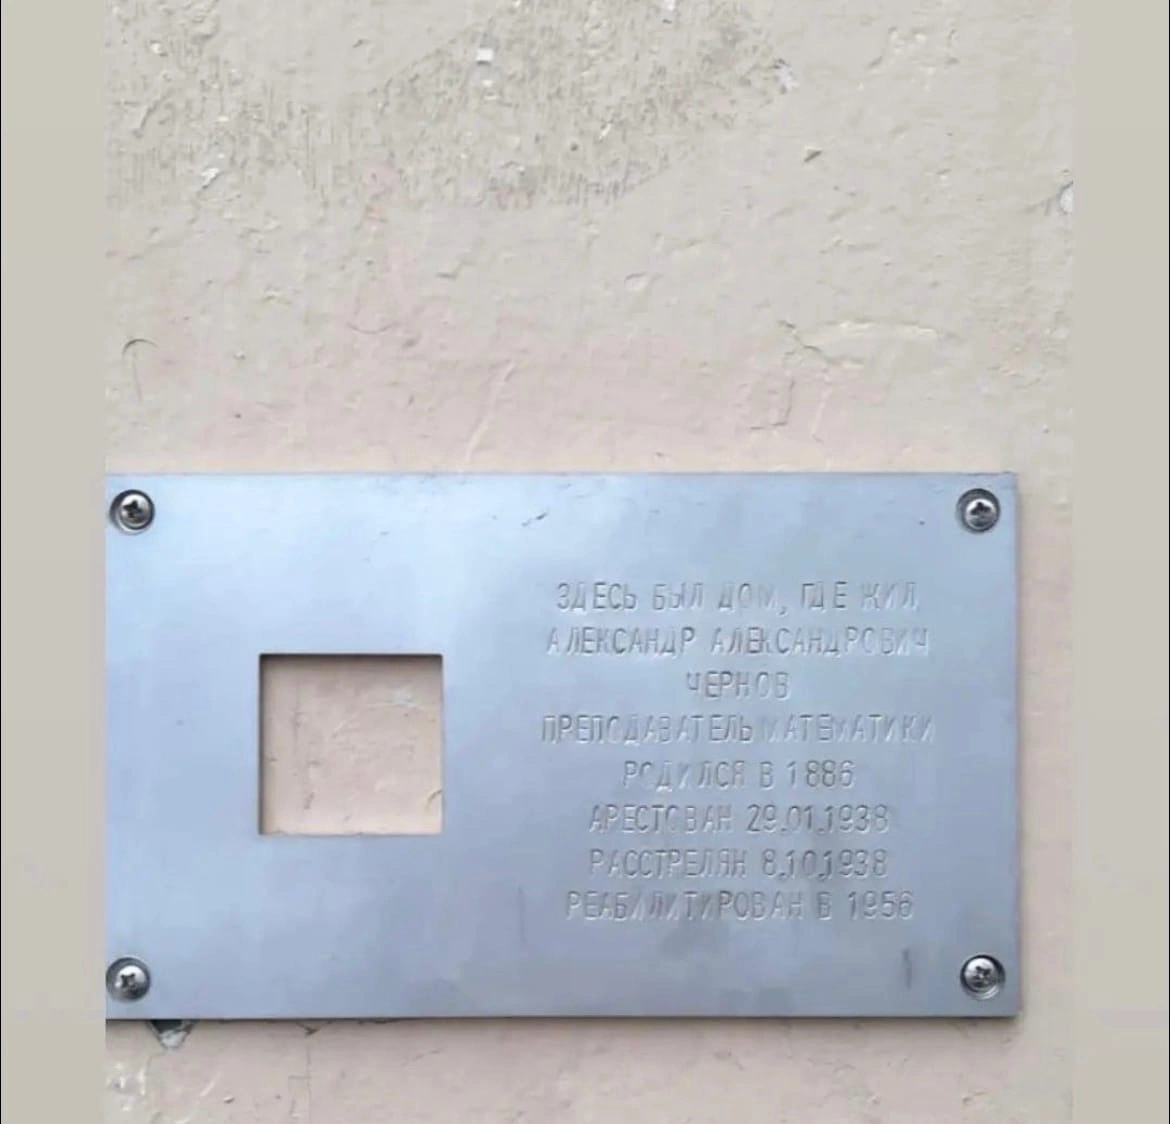 ЗДЕСЬ БЫЛ ДОМ, ГДЕ ЖИЛ
АЛЕКСАНДР АЛЕКСАНДРОВИЧ
ЧЕРНОВ
ПРЕПОДАВАТЕЛЬ МАТЕМАТИКИ
РОДИЛСЯ В 1886
АРЕСТОВАН 29.01.1938
РАССТРЕЛЯН 8.10.1938
РЕАБИЛИТИРОВАН В 1956